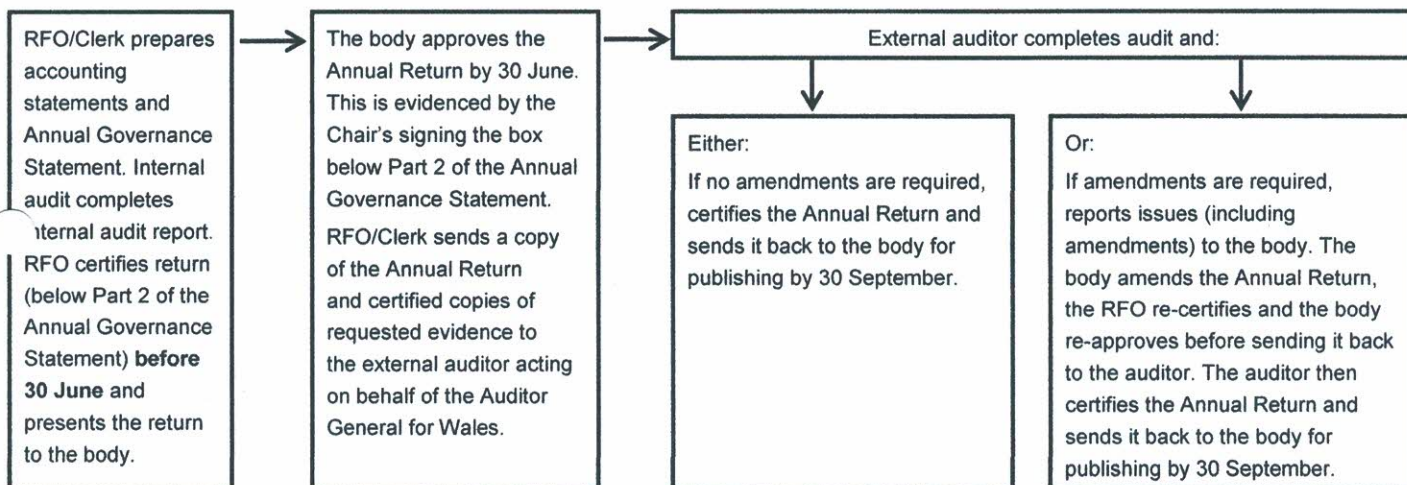 RFO/Clerk prepares
accounting
statements and
Annual Governance
Statement. Internal
audit completes
internal audit report.
RFO certifies return
(below Part 2 of the
Annual Governance
Statement) before
30 June and
presents the return
to the body.
The body approves the
Annual Return by 30 June.
This is evidenced by the
Chair's signing the box
below Part 2 of the Annual
Governance Statement.
RFO/Clerk sends a copy
of the Annual Return
and certified copies of
requested evidence to
the external auditor acting
on behalf of the Auditor
General for Wales.
External auditor completes audit and:
Either:
If no amendments are required,
certifies the Annual Return and
sends it back to the body for
publishing by 30 September.
Or:
If amendments are required,
reports issues (including
amendments) to the body. The
body amends the Annual Return,
the RFO re-certifies and the body
re-approves before sending it back
to the auditor. The auditor then
certifies the Annual Return and
sends it back to the body for
publishing by 30 September.